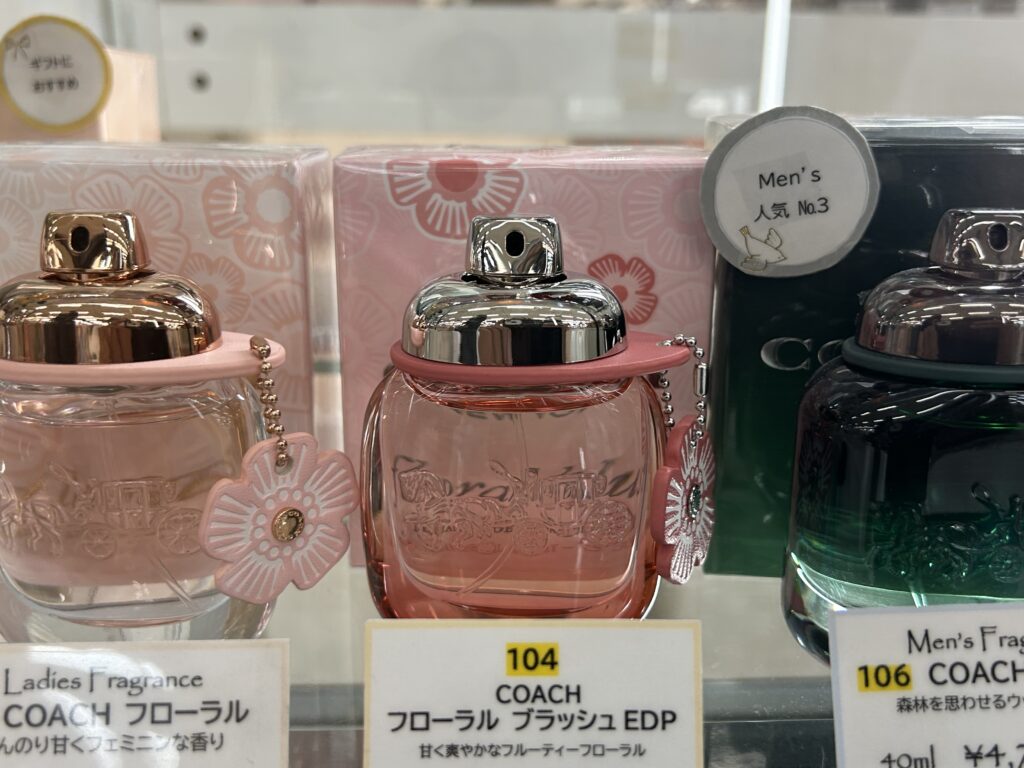 ギフトに
おすすめ
Men's
人気 No.3
Ladies Fragrance
COACH フローラル
んのり甘くフェミニンな香り
104
COACH
フローラル ブラッシュ EDP
甘く爽やかなフルーティーフローラル
106 COACH
森林を思わせるウ
40ml ¥4,7